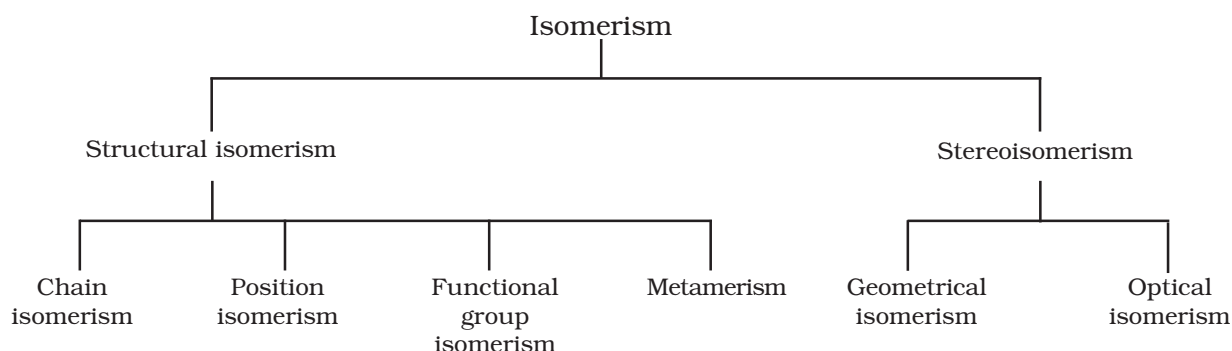 Isomerism
Structural isomerism
Stereoisomerism
Chain
isomerism
Position
isomerism
Functional
group
isomerism
Metamerism
Geometrical
isomerism
Optical
isomerism